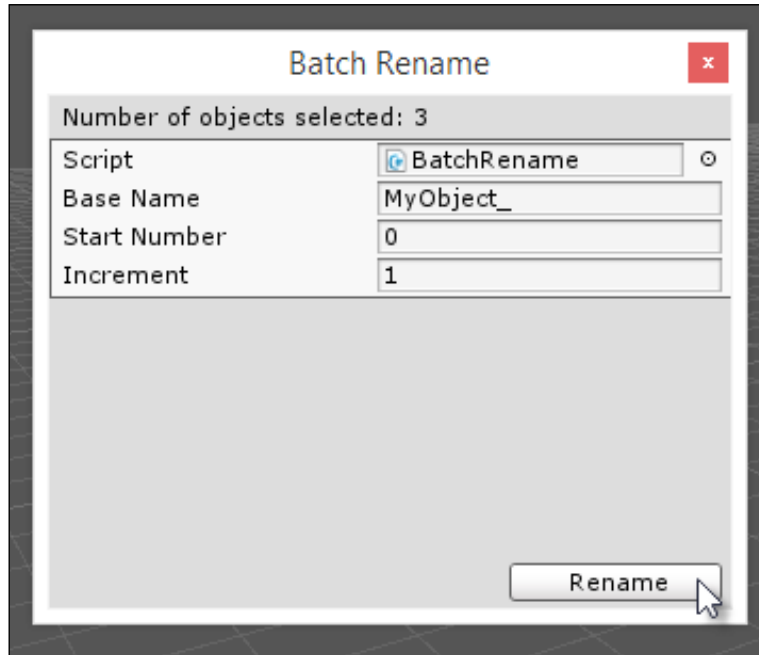 Batch Rename
x
Number of objects selected: 3
Script BatchRename
Base Name MyObject_
Start Number 0
Increment 1
Rename